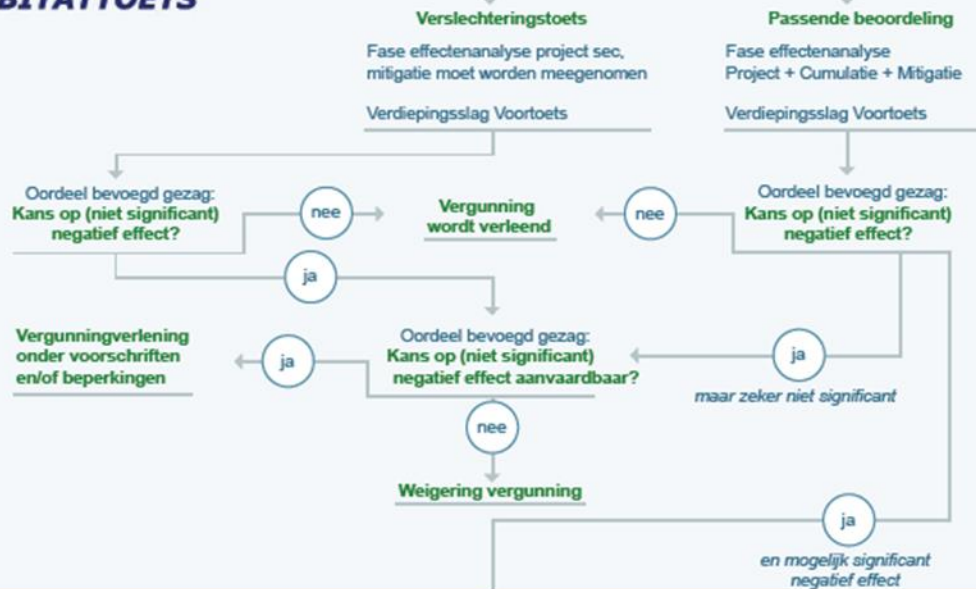 BITATTOETS
Verslechteringstoets
Fase effectenanalyse project sec,
mitigatie moet worden meegenomen
Verdiepingsslag Voortoets
Passende beoordeling
Fase effectenanalyse
Project + Cumulatie + Mitigatie
Verdiepingsslag Voortoets
Oordeel bevoegd gezag:
Kans op (niet significant)
negatief effect?
nee
Vergunning
wordt verleend
nee
Oordeel bevoegd gezag:
Kans op (niet significant)
negatief effect?
ja
Vergunningverlening
onder voorschriften
en/of beperkingen
ja
Oordeel bevoegd gezag:
Kans op (niet significant)
negatief effect aanvaardbaar?
ja
maar zeker niet significant
nee
Weigering vergunning
ja
en mogelijk significant
negatief effect